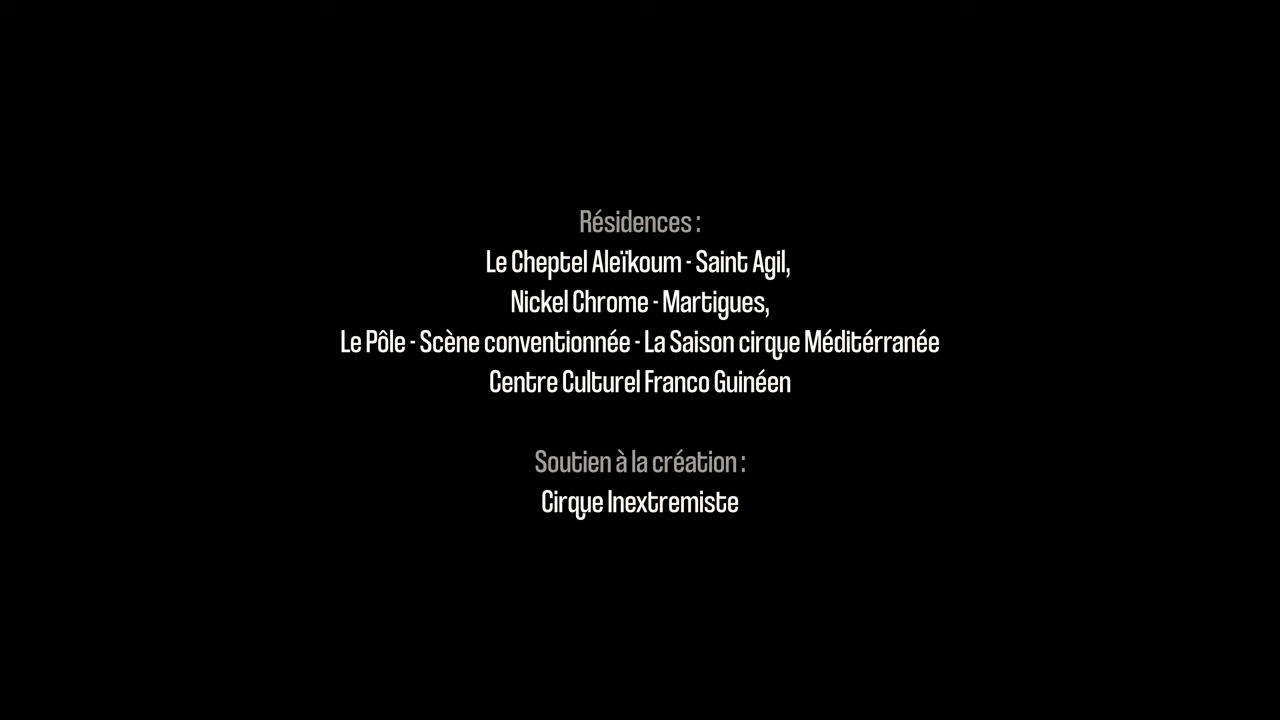 Résidences :
Le Cheptel Aleïkoum - Saint Agil,
Nickel Chrome - Martigues,
Le Pôle - Scène conventionnée - La Saison cirque Méditérranée
Centre Culturel Franco Guinéen
Soutien à la création :
Cirque Inextremiste